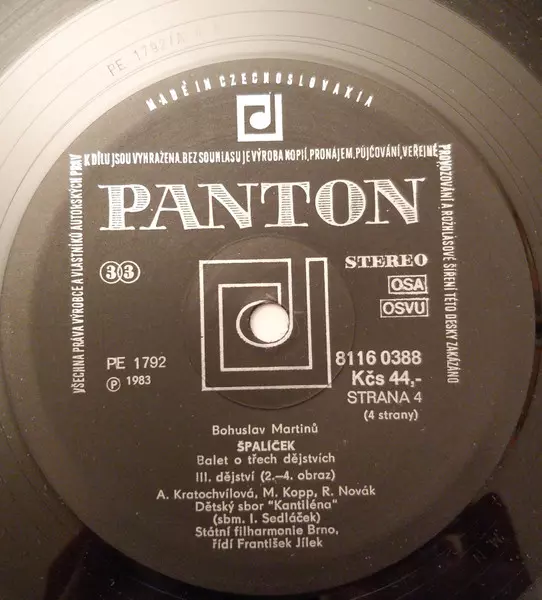 PE 1792/A
MADE IN CZECHOSLOVAKIA
VŠECHNA PRÁVA VÝROBCE A VLASTNÍKŮ AUTORSKÝCH PRÁV
K DÍLU JSOU VYHRAŽENA. BEZ SOUHLASU JE VÝROBA KOPIÍ, PRONÁJEM, PŮJČOVÁNÍ, VEŘEJNÉ
PROVOZOVÁNÍ A ROZHLASOVÉ ŠÍŘENÍ TÉTO DESKY ZAKÁZÁNO
PANTON
33
STEREO
OSA
OSVU
PE 1792
℗ 1983
8116 0388
Kčs 44,-
STRANA 4
(4 strany)
Bohuslav Martinů
ŠPALÍČEK
Balet o třech dějstvích
III. dějství (2.—4. obraz)
A. Kratochvílová, M. Kopp, R. Novák
Dětský sbor "Kantiléna"
(sbm. I. Sedláček)
Státní filharmonie Brno,
řídí František Jílek